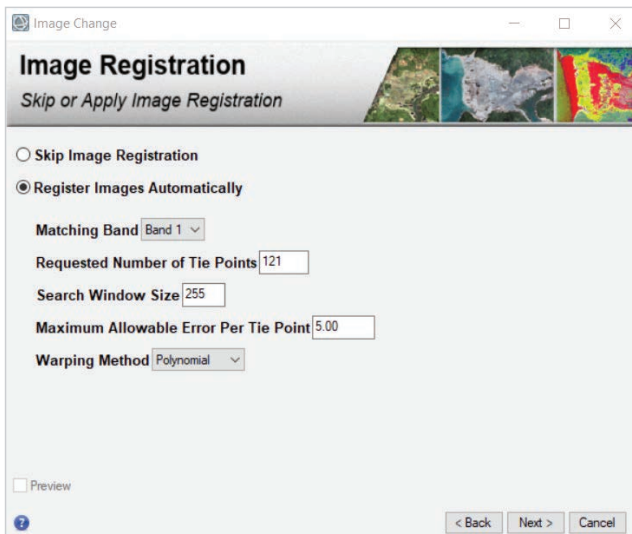 Image Change
Image Registration
Skip or Apply Image Registration
Skip Image Registration
Register Images Automatically
Matching Band Band 1
Requested Number of Tie Points 121
Search Window Size 255
Maximum Allowable Error Per Tie Point 5.00
Warping Method Polynomial
Preview
? < Back Next > Cancel